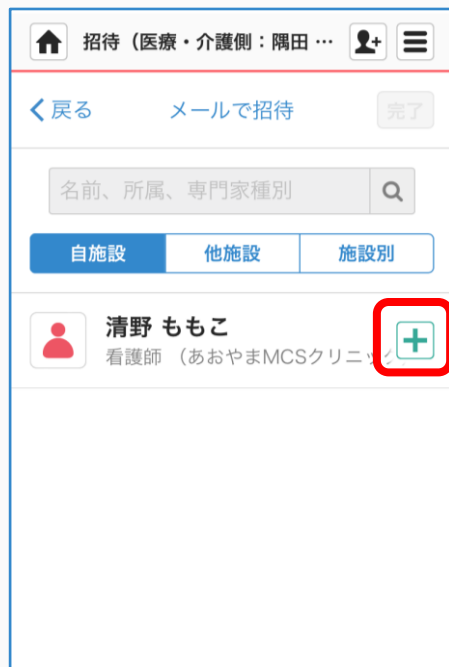 招待（医療・介護側：隅田 …
戻る メールで招待 完了
名前、所属、専門家種別
自施設 他施設 施設別
清野 ももこ
看護師 （あおやまMCSクリニック